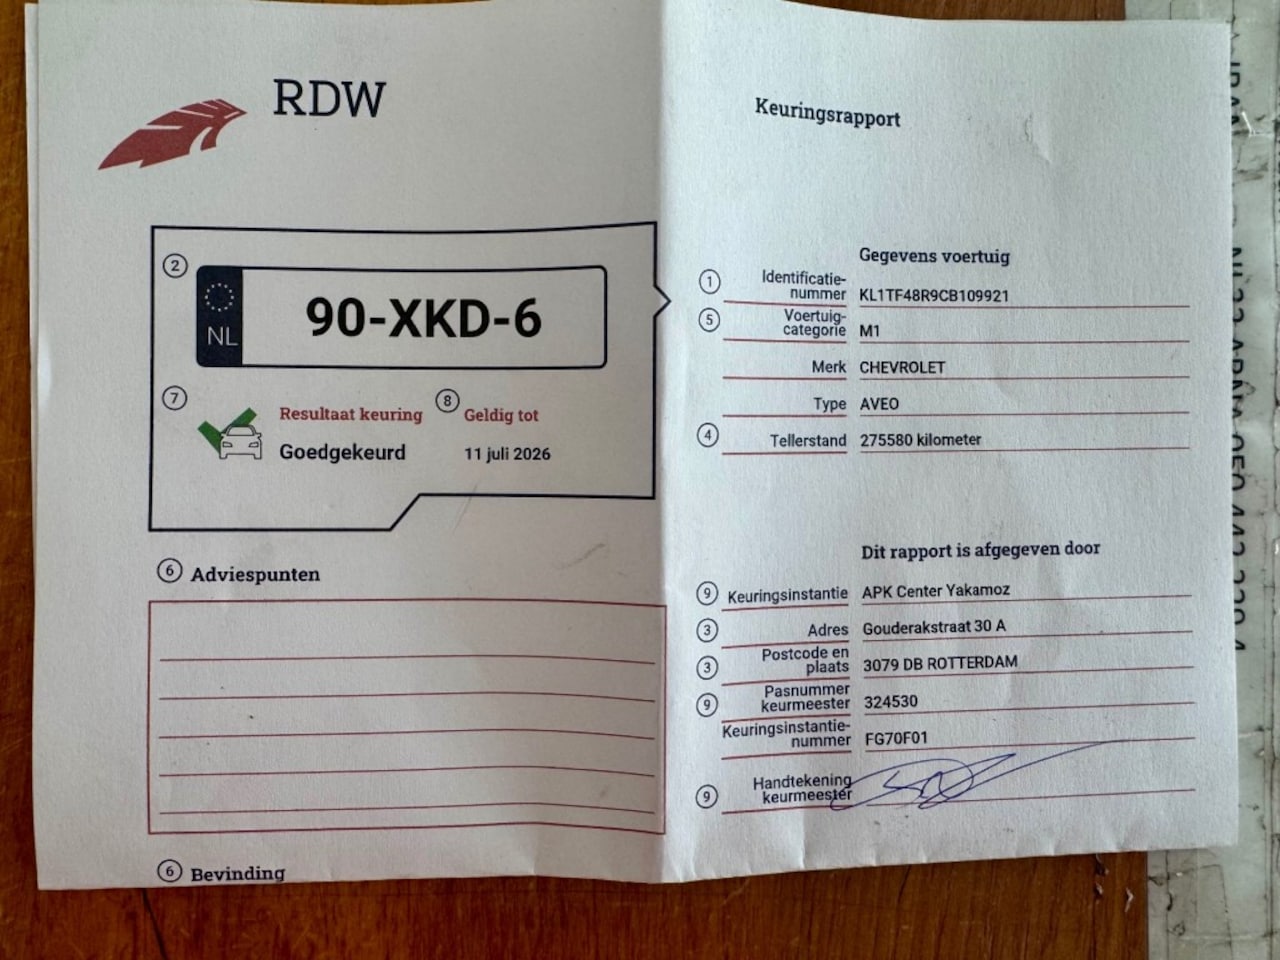 RDW
Keuringsrapport
2
NL
90-XKD-6
7
Resultaat keuring
Goedgekeurd
8
Geldig tot
11 juli 2026
6 Adviespunten
6 Bevinding
Gegevens voertuig
1 Identificatie-
nummer KL1TF48R9CB109921
5 Voertuig-
categorie M1
Merk CHEVROLET
Type AVEO
4 Tellerstand 275580 kilometer
Dit rapport is afgegeven door
9 Keuringsinstantie APK Center Yakamoz
3 Adres Gouderakstraat 30 A
3 Postcode en
plaats 3079 DB ROTTERDAM
9 Pasnummer
keurmeester 324530
Keuringsinstantie-
nummer FG70F01
9 Handtekening
keurmeester